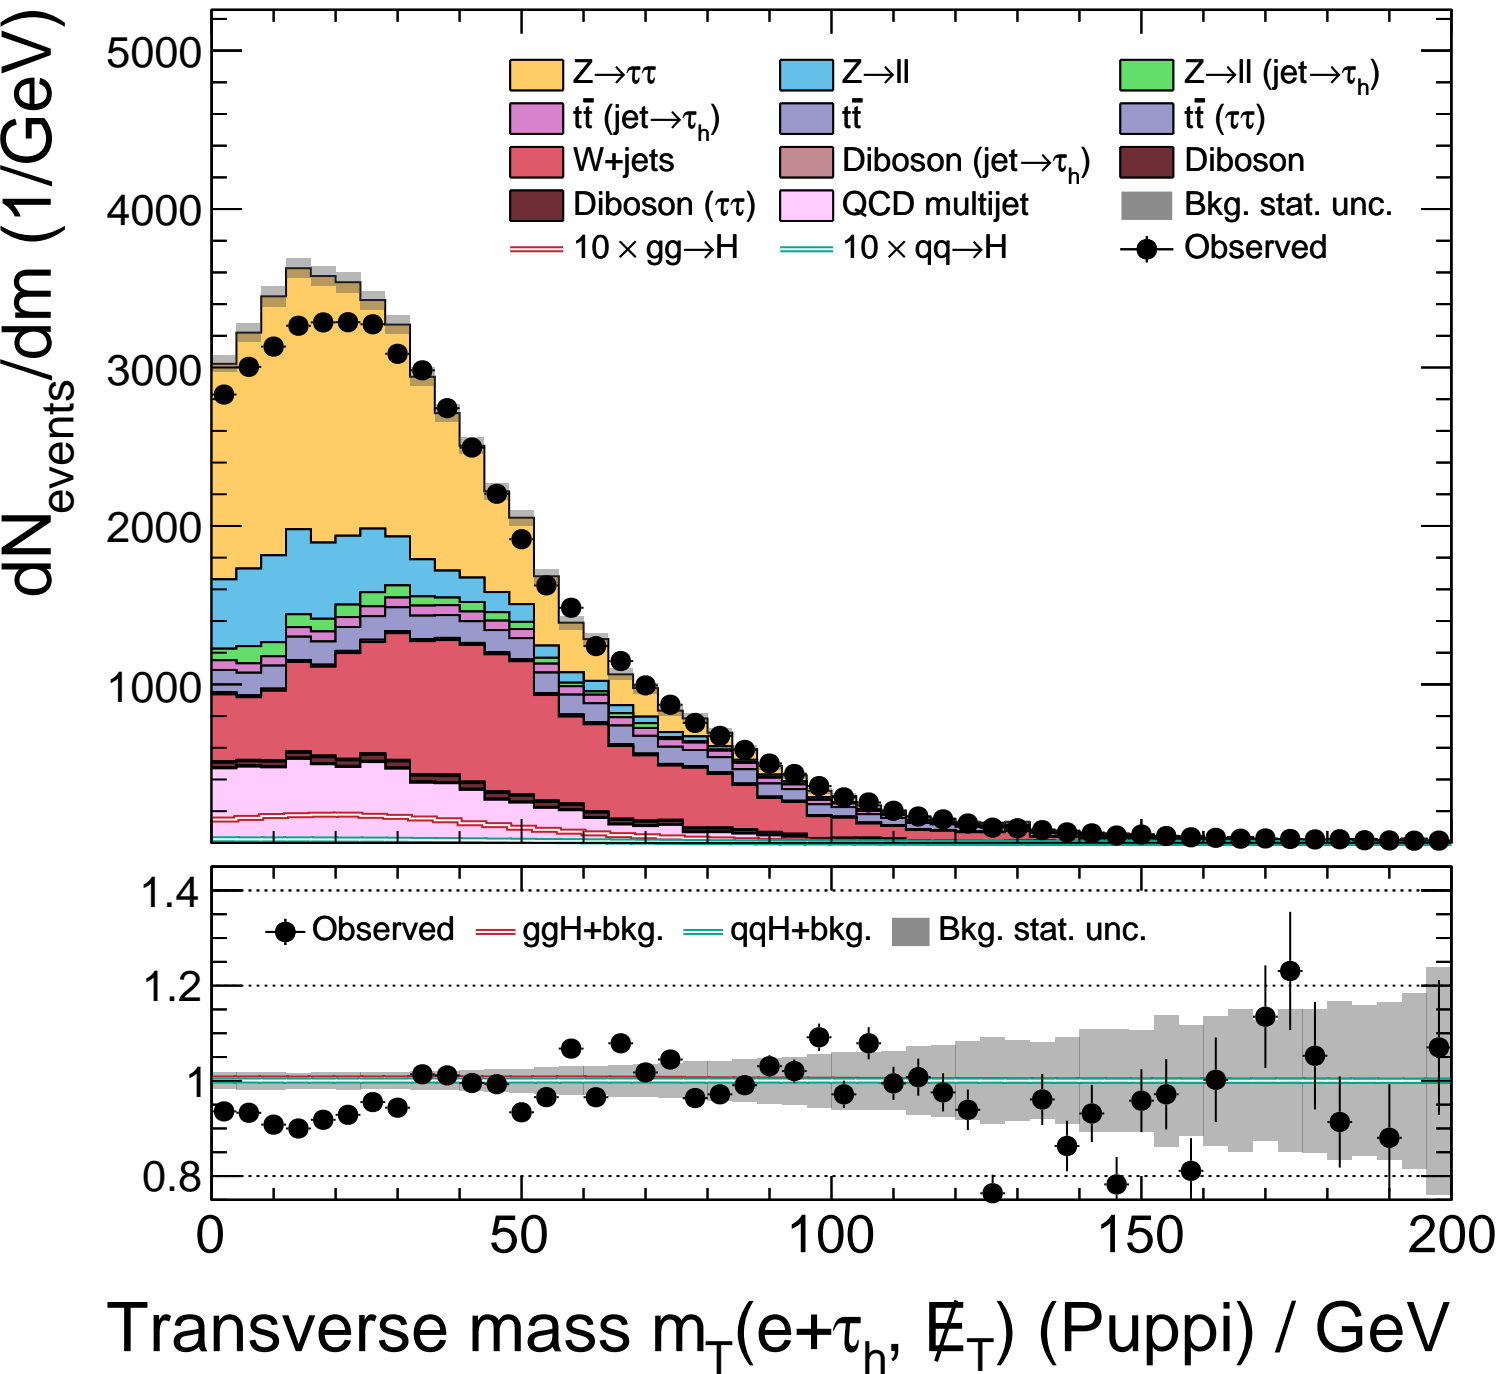 dN_events/dm (1/GeV)
5000
4000
3000
2000
1000
Z→ττ Z→ll Z→ll (jet→τ_h)
tt̄ (jet→τ_h) tt̄ tt̄ (ττ)
W+jets Diboson (jet→τ_h) Diboson
Diboson (ττ) QCD multijet Bkg. stat. unc.
10 × gg→H 10 × qq→H Observed
1.4
1.2
1
0.8
Observed ggH+bkg. qqH+bkg. Bkg. stat. unc.
0 50 100 150 200
Transverse mass m_T(e+τ_h, E̸_T) (Puppi) / GeV